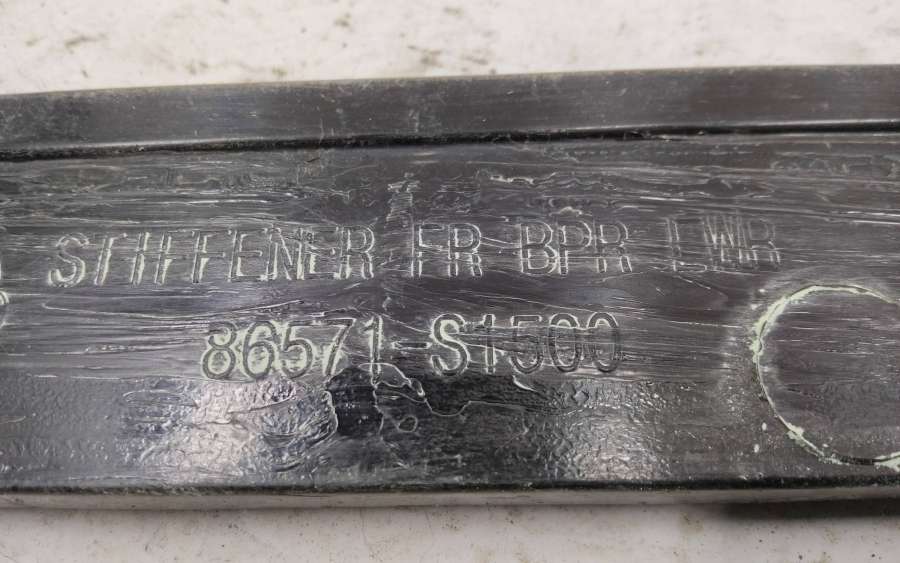 STIFFENER FR BPR LWR
86571-S1500